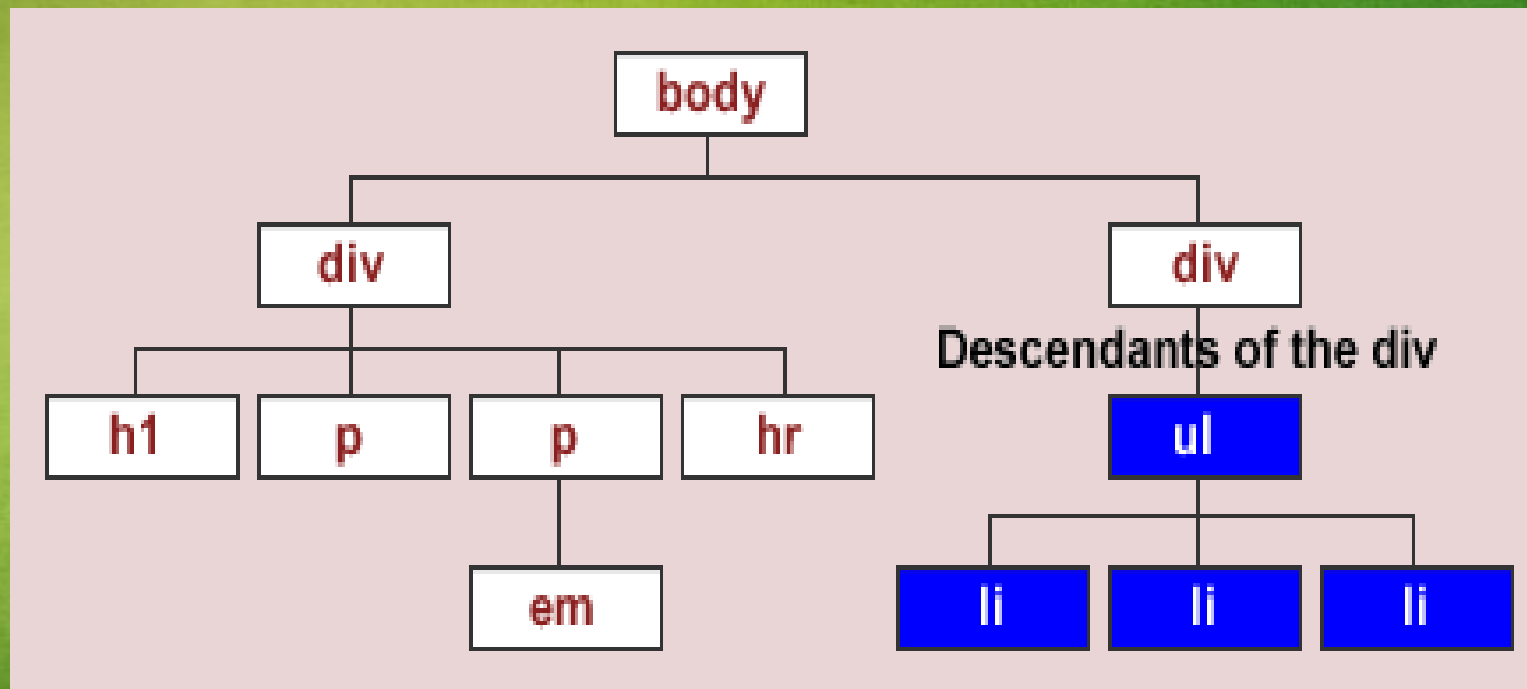 body
div div
Descendants of the div
h1 p p hr ul
em li li li